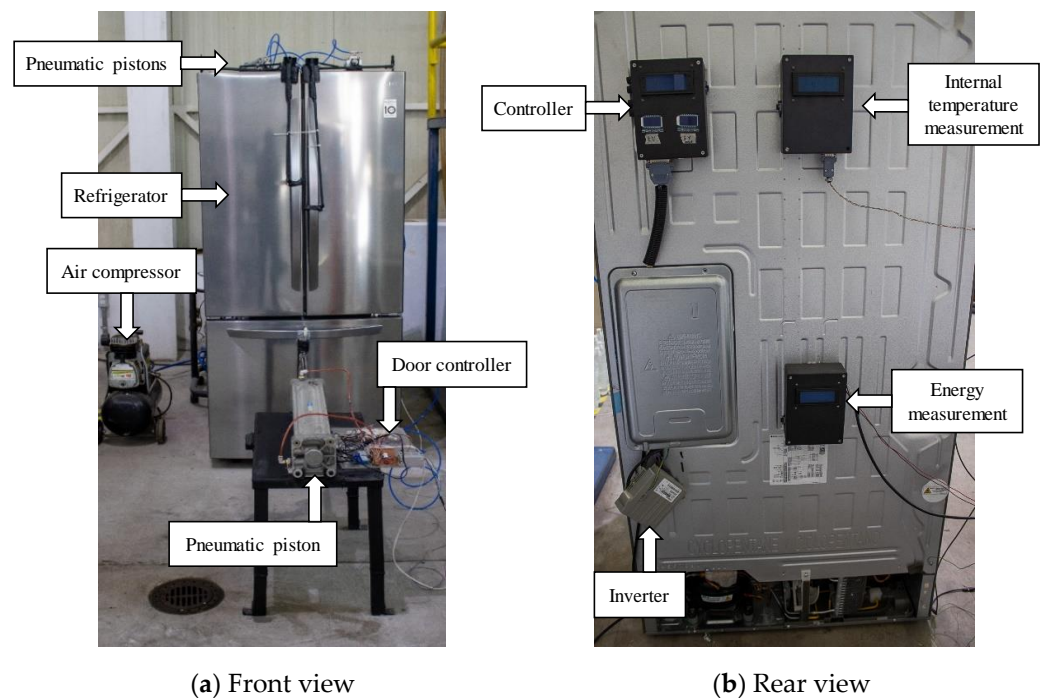 Pneumatic pistons
Refrigerator
Air compressor
Door controller
Pneumatic piston
Controller
Internal
temperature
measurement
Energy
measurement
Inverter
(a) Front view
(b) Rear view